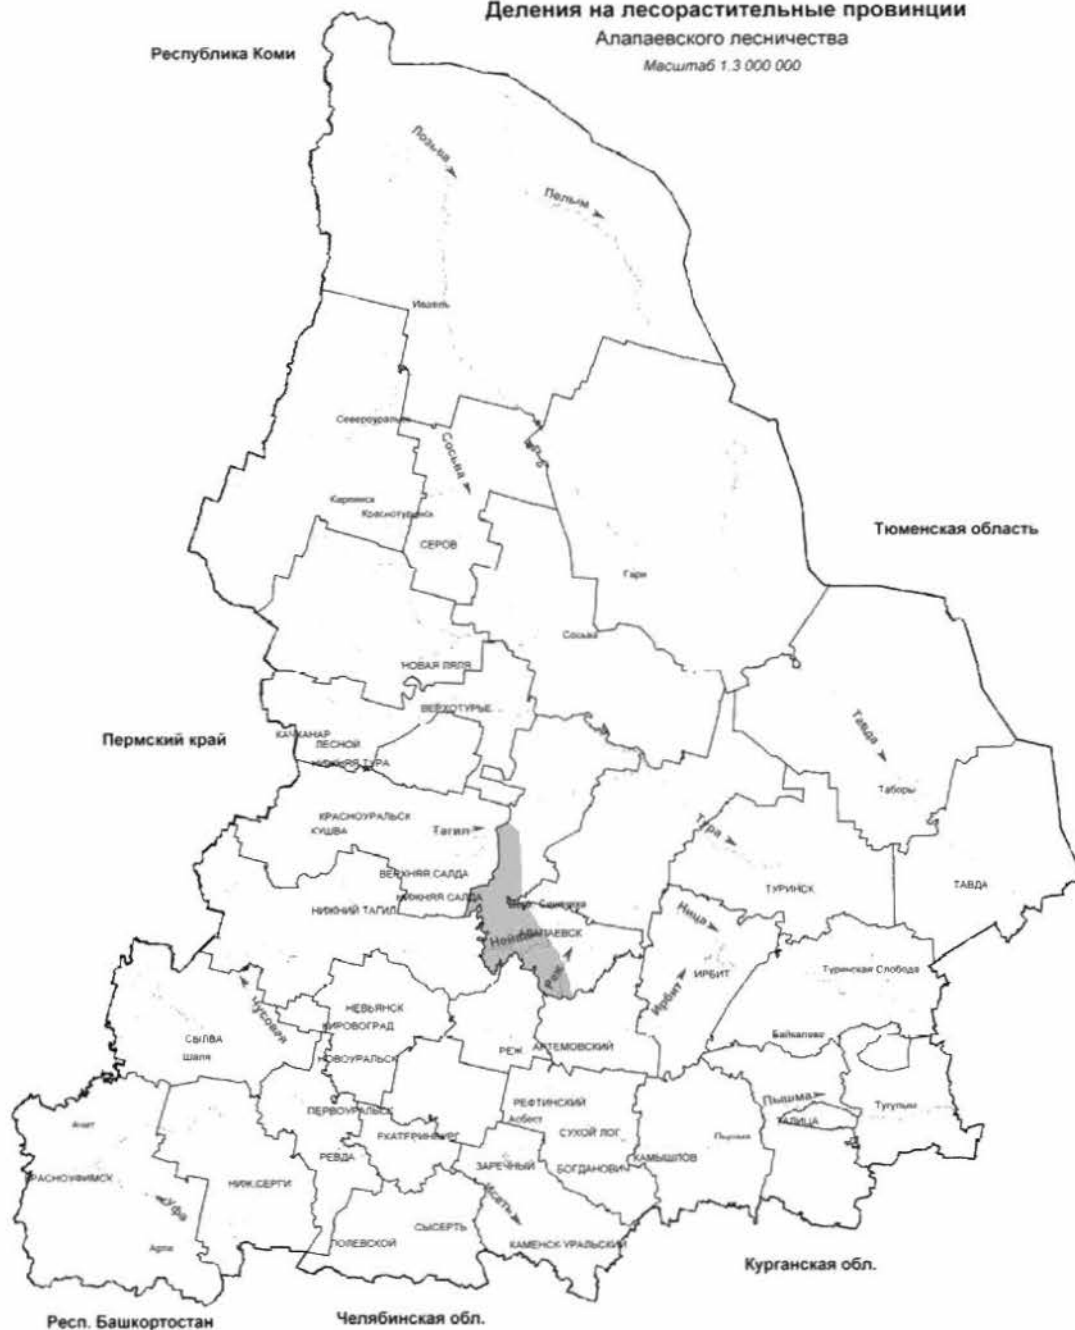 Деления на лесорастительные провинции
Алапаевского лесничества
Масштаб 1:3 000 000
Республика Коми
Лозьва
Пелым
Ивдель
Североуральск
Сосьва
Карпинск
Краснотурьинск
СЕРОВ
Тюменская область
Гари
Сосьва
НОВАЯ ЛЯЛЯ
ВЕРХОТУРЬЕ
Пермский край
КАЧКАНАР
ЛЕСНОЙ
НИЖНЯЯ ТУРА
Тавда
Таборы
КРАСНОУРАЛЬСК
КУШВА
Тагил
Тура
ВЕРХНЯЯ САЛДА
НИЖНЯЯ САЛДА
НИЖНИЙ ТАГИЛ
ТУРИНСК
ТАВДА
Ница
АЛАПАЕВСК
Нейва
Реж
ИРБИТ
Ирбит
Туринская Слобода
Чусовая
НЕВЬЯНСК
КИРОВОГРАД
Байкалово
СЫЛВА
Шаля
НОВОУРАЛЬСК
РЕЖ
АРТЕМОВСКИЙ
ПЕРВОУРАЛЬСК
РЕФТИНСКИЙ
Асбест
Пышма
ТАЛИЦА
Тугулым
Ачит
ЕКАТЕРИНБУРГ
СУХОЙ ЛОГ
Пышма
РЕВДА
ЗАРЕЧНЫЙ
БОГДАНОВИЧ
КАМЫШЛОВ
КРАСНОУФИМСК
НИЖ.СЕРГИ
Уфа
Исеть
СЫСЕРТЬ
Арти
ПОЛЕВСКОЙ
КАМЕНСК-УРАЛЬСКИЙ
Курганская обл.
Челябинская обл.
Респ. Башкортостан